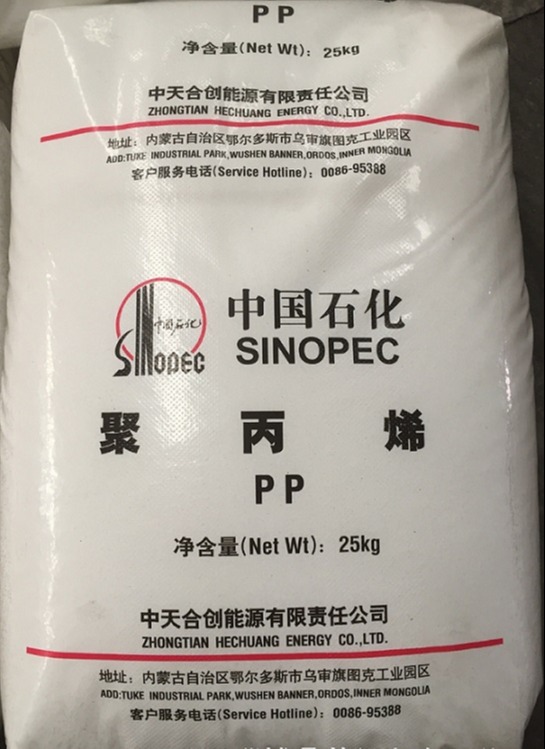 PP
净含量(Net Wt)：25kg
中天合创能源有限责任公司
ZHONGTIAN HECHUANG ENERGY CO.,LTD.
地址：内蒙古自治区鄂尔多斯市乌审旗图克工业园区
ADD:TUKE INDUSTRIAL PARK,WUSHEN BANNER,ORDOS,INNER MONGOLIA
客户服务电话(Service Hotline)：0086-95388
中国石化
SINOPEC
中国石化
SINOPEC
聚丙烯
PP
净含量(Net Wt)：25kg
中天合创能源有限责任公司
ZHONGTIAN HECHUANG ENERGY CO.,LTD.
地址：内蒙古自治区鄂尔多斯市乌审旗图克工业园区
ADD:TUKE INDUSTRIAL PARK,WUSHEN BANNER,ORDOS,INNER MONGOLIA
客户服务电话(Service Hotline)：0086-95388